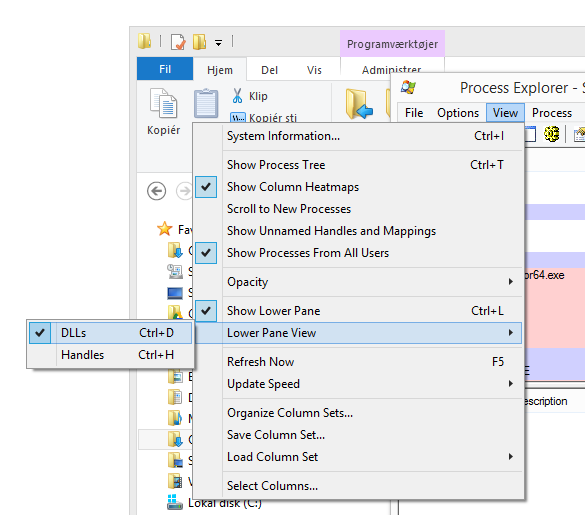 Programværktøjer
Fil Hjem Del Vis Administrer
Process Explorer - S
File Options View Process
Kopiér
Klip
Kopiér sti
System Information... Ctrl+I
Show Process Tree Ctrl+T
Show Column Heatmaps
Scroll to New Processes
Show Unnamed Handles and Mappings
Show Processes From All Users
Opacity
Show Lower Pane Ctrl+L
Lower Pane View
DLLs Ctrl+D
Handles Ctrl+H
Refresh Now F5
Update Speed
Organize Column Sets...
Save Column Set...
Load Column Set
Select Columns...
Fav
or64.exe
escription
Lokal disk (C:)